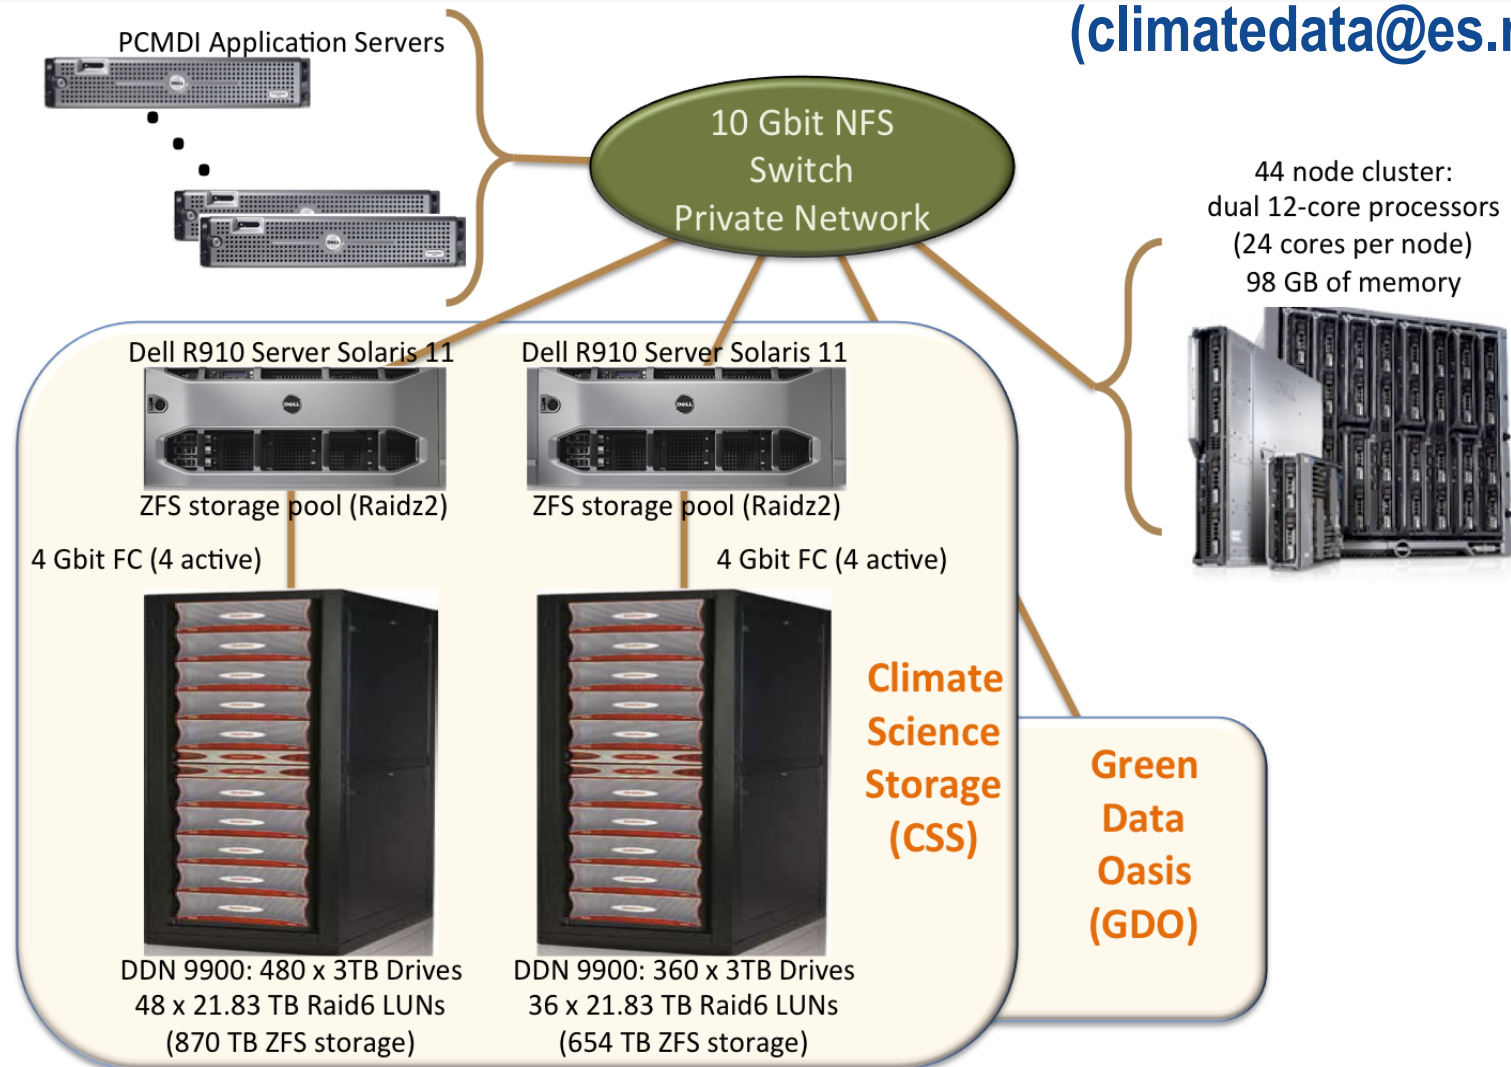 (climatedata@es.
PCMDI Application Servers
10 Gbit NFS
Switch
Private Network
44 node cluster:
dual 12-core processors
(24 cores per node)
98 GB of memory
Dell R910 Server Solaris 11
Dell R910 Server Solaris 11
DELL
DELL
ZFS storage pool (Raidz2)
ZFS storage pool (Raidz2)
4 Gbit FC (4 active)
4 Gbit FC (4 active)
Climate
Science
Storage
(CSS)
Green
Data
Oasis
(GDO)
DDN 9900: 480 x 3TB Drives
48 x 21.83 TB Raid6 LUNs
(870 TB ZFS storage)
DDN 9900: 360 x 3TB Drives
36 x 21.83 TB Raid6 LUNs
(654 TB ZFS storage)